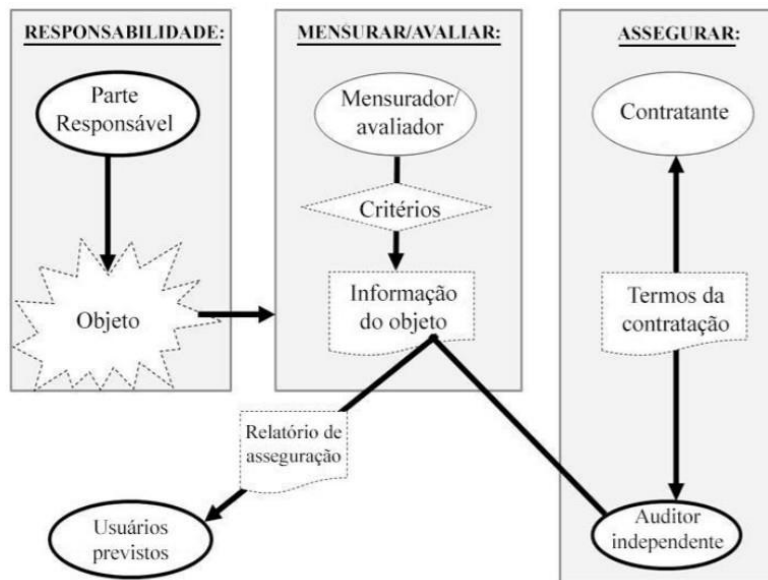 RESPONSABILIDADE:
Parte
Responsável
Objeto
MENSURAR/AVALIAR:
Mensurador/
avaliador
Critérios
Informação
do objeto
ASSEGURAR:
Contratante
Termos da
contratação
Auditor
independente
Relatório de
asseguração
Usuários
previstos